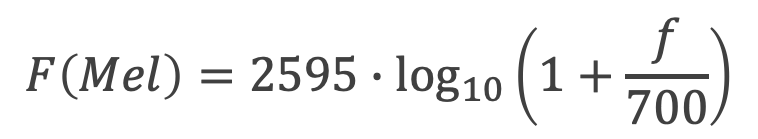 F(Mel) = 2595 · log₁₀ (1 + f/700)